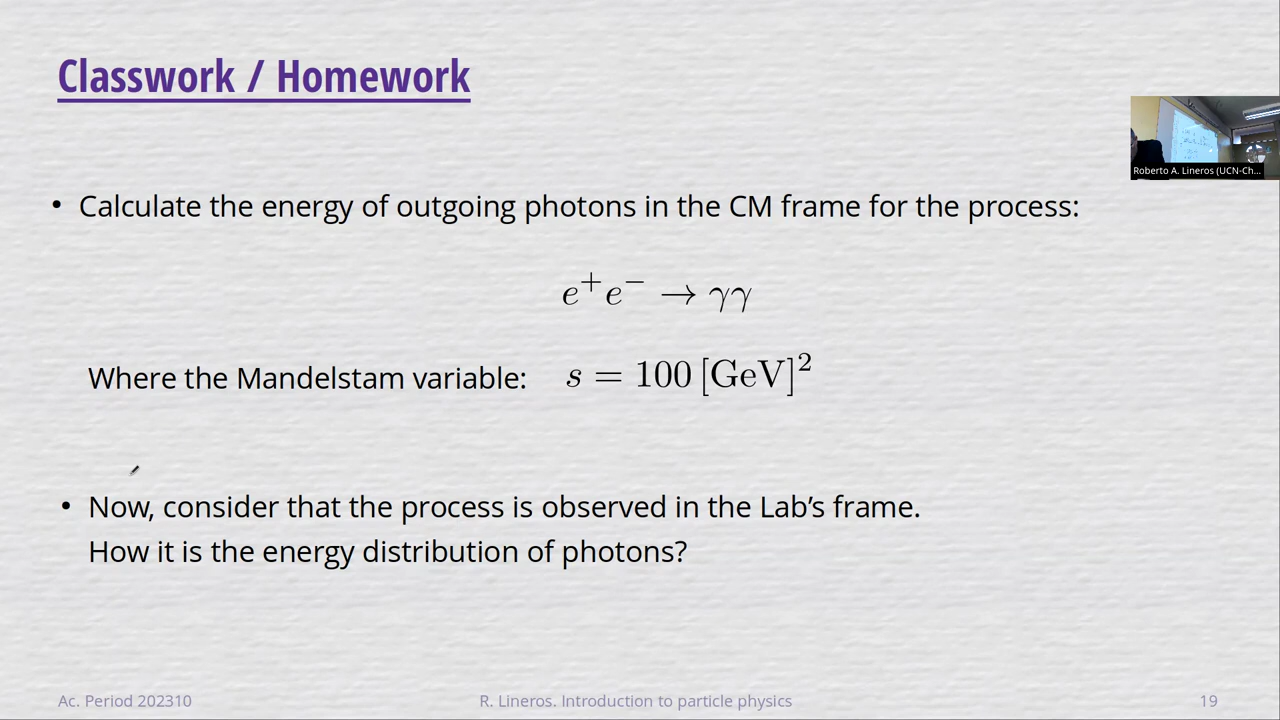 Classwork / Homework
Roberto A. Lineros (UCN-Ch...
• Calculate the energy of outgoing photons in the CM frame for the process:
e⁺e⁻ → γγ
Where the Mandelstam variable: s = 100 [GeV]²
• Now, consider that the process is observed in the Lab’s frame.
How it is the energy distribution of photons?
Ac. Period 202310 R. Lineros. Introduction to particle physics 19